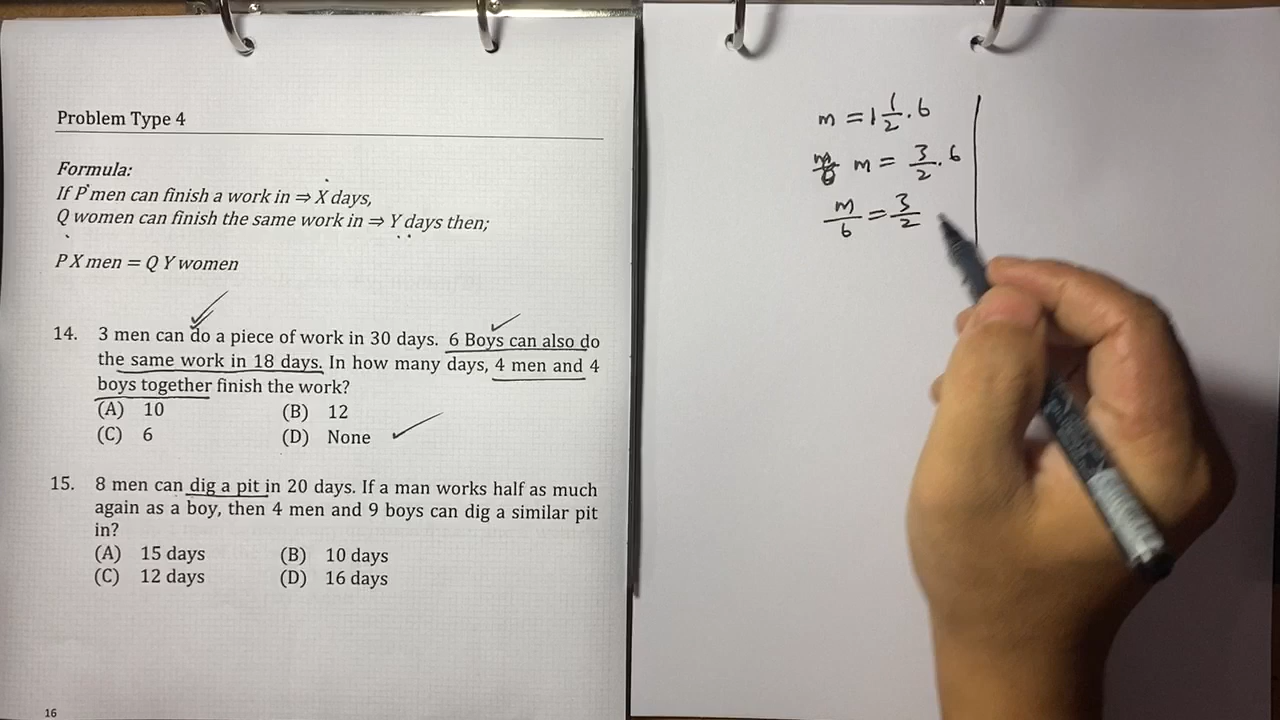 Problem Type 4
Formula:
If P men can finish a work in ⇒ X days,
Q women can finish the same work in ⇒ Y days then;
P X men = Q Y women
14. 3 men can do a piece of work in 30 days. 6 Boys can also do
the same work in 18 days. In how many days, 4 men and 4
boys together finish the work?
(A) 10 (B) 12
(C) 6 (D) None
15. 8 men can dig a pit in 20 days. If a man works half as much
again as a boy, then 4 men and 9 boys can dig a similar pit
in?
(A) 15 days (B) 10 days
(C) 12 days (D) 16 days
16
m = 1 1/2 . 6
m = 3/2 . 6
m/6 = 3/2